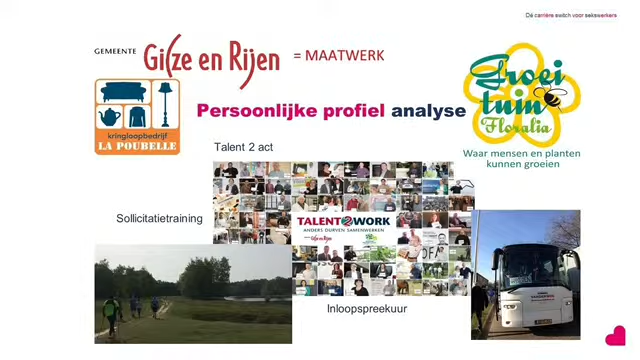 Dé carrière switch voor sekswerkers
GEMEENTE Gilze en Rijen = MAATWERK
Groei
tuin
Floralia
kringloopbedrijf
LA POUBELLE
Persoonlijke profiel analyse
Waar mensen en planten
kunnen groeien
Talent 2 act
TALENT2WORK
ANDERS DURVEN SAMENWERKEN
Sollicitatietraining
Inloopspreekuur